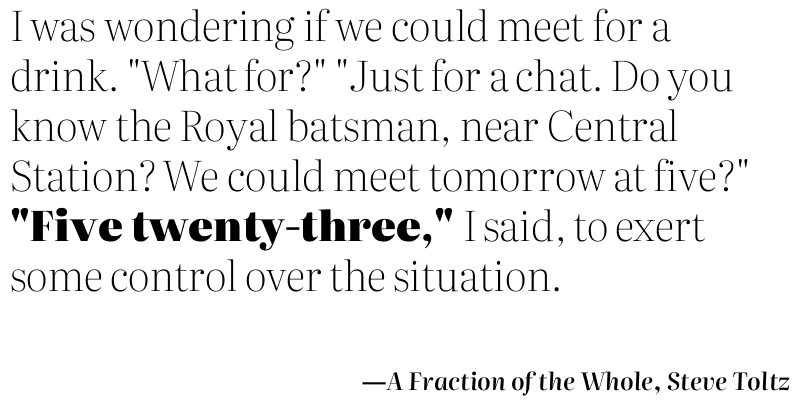 I was wondering if we could meet for a
drink. "What for?" "Just for a chat. Do you
know the Royal batsman, near Central
Station? We could meet tomorrow at five?"
"Five twenty-three," I said, to exert
some control over the situation.
—A Fraction of the Whole, Steve Toltz